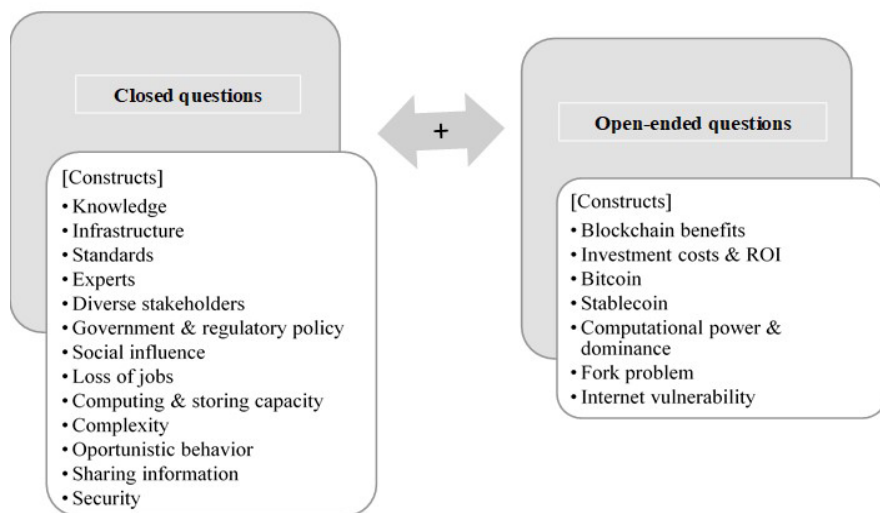 Closed questions
[Constructs]
• Knowledge
• Infrastructure
• Standards
• Experts
• Diverse stakeholders
• Government & regulatory policy
• Social influence
• Loss of jobs
• Computing & storing capacity
• Complexity
• Oportunistic behavior
• Sharing information
• Security
+
Open-ended questions
[Constructs]
• Blockchain benefits
• Investment costs & ROI
• Bitcoin
• Stablecoin
• Computational power &
dominance
• Fork problem
• Internet vulnerability